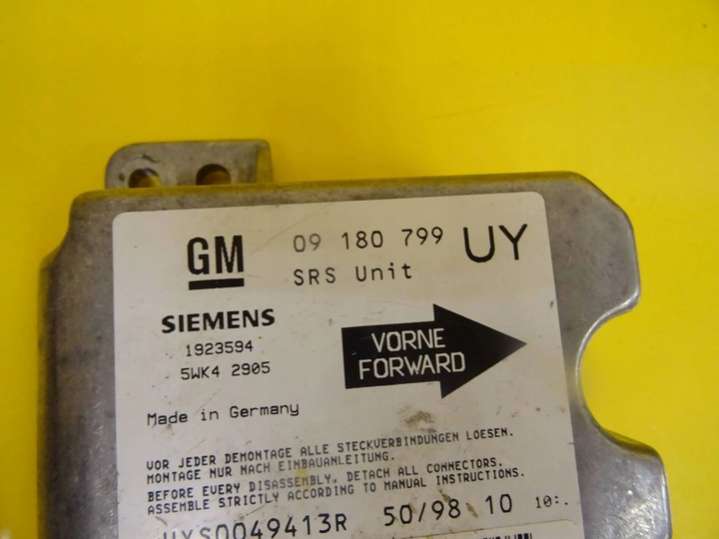 GM 09 180 799 UY
SRS Unit
SIEMENS
1923594
5WK4 2905
VORNE
FORWARD
Made in Germany
VOR JEDER DEMONTAGE ALLE STECKVERBINDUNGEN LOESEN.
MONTAGE NUR NACH EINBAUANLEITUNG.
BEFORE EVERY DISASSEMBLY, DETACH ALL CONNECTORS.
ASSEMBLE STRICTLY ACCORDING TO MANUAL INSTRUCTIONS.
UXS0049413R 50/98 10 10:.